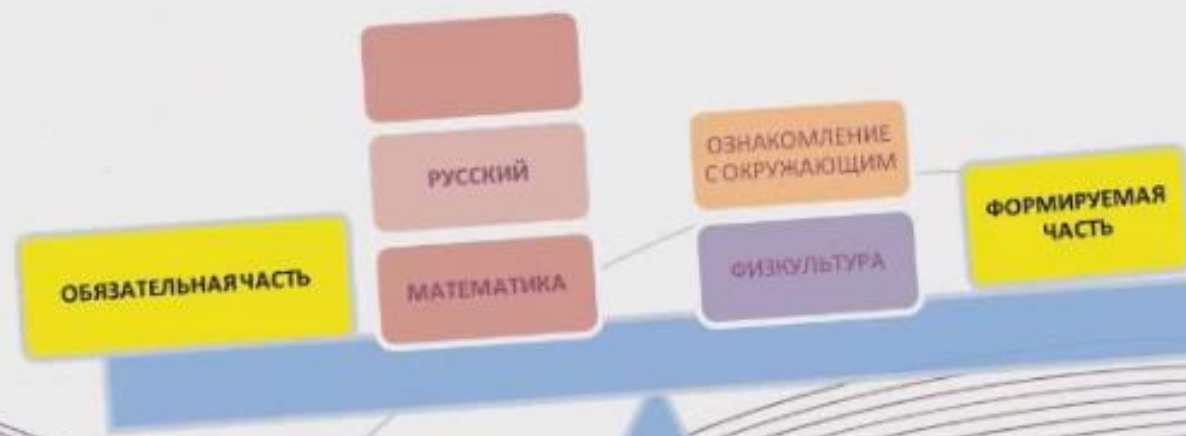 РУССКИЙ
ОЗНАКОМЛЕНИЕ
С ОКРУЖАЮЩИМ
ОБЯЗАТЕЛЬНАЯ ЧАСТЬ
МАТЕМАТИКА
ФИЗКУЛЬТУРА
ФОРМИРУЕМАЯ
ЧАСТЬ